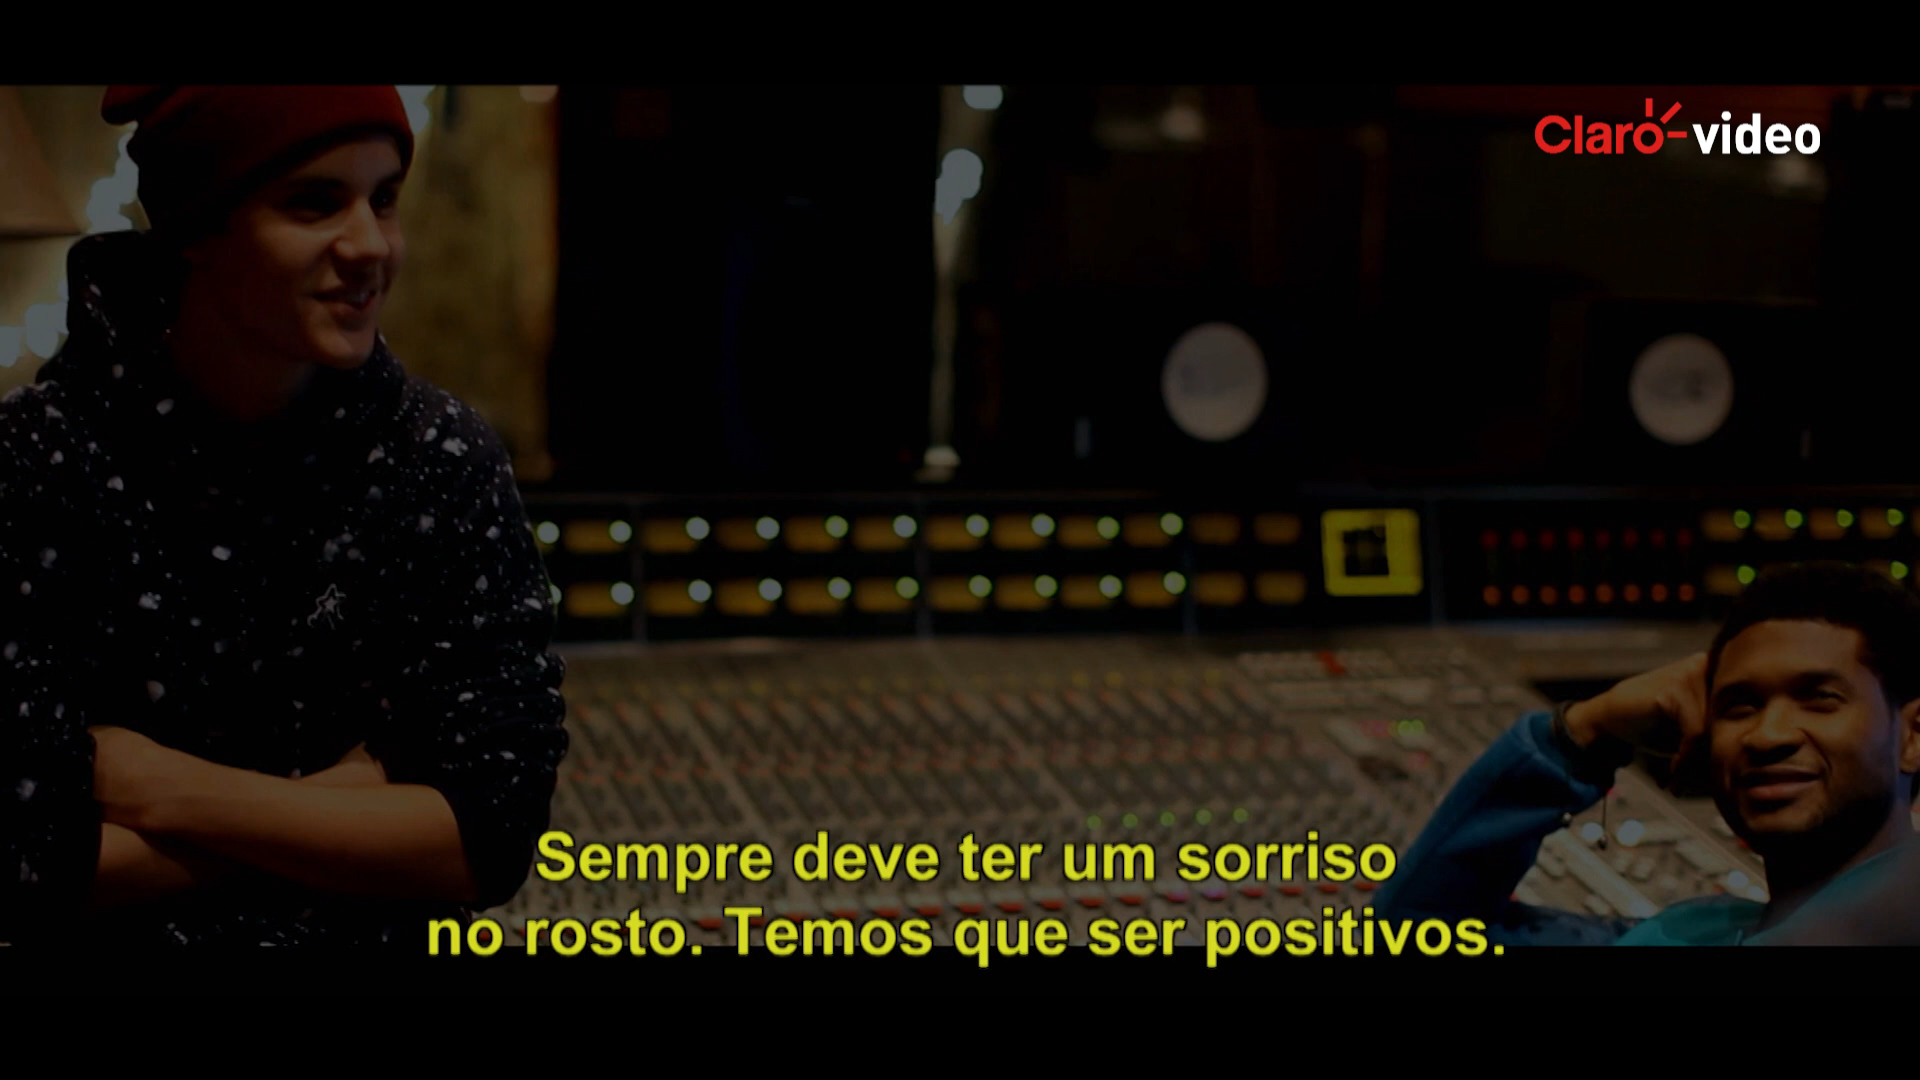 Claro video
Sempre deve ter um sorriso
no rosto. Temos que ser positivos.